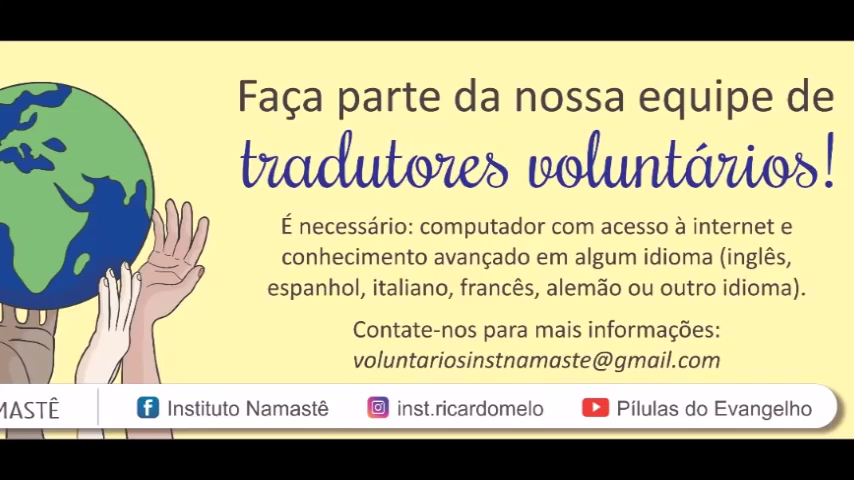 Faça parte da nossa equipe de
tradutores voluntários!
É necessário: computador com acesso à internet e
conhecimento avançado em algum idioma (inglês,
espanhol, italiano, francês, alemão ou outro idioma).
Contate-nos para mais informações:
voluntariosinstnamaste@gmail.com
MASTÊ
Instituto Namastê
inst.ricardomelo
Pílulas do Evangelho